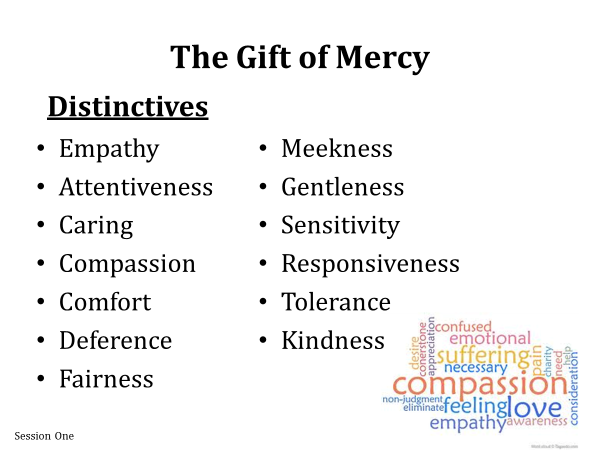 The Gift of Mercy
Distinctives
• Empathy
• Attentiveness
• Caring
• Compassion
• Comfort
• Deference
• Fairness
• Meekness
• Gentleness
• Sensitivity
• Responsiveness
• Tolerance
• Kindness
desire
cornerstone
appreciation
confused
emotional
suffering
necessary
pain
charity
need
help
compassion
consideration
non-judgment
eliminate
feeling
love
empathy
awareness
Session One